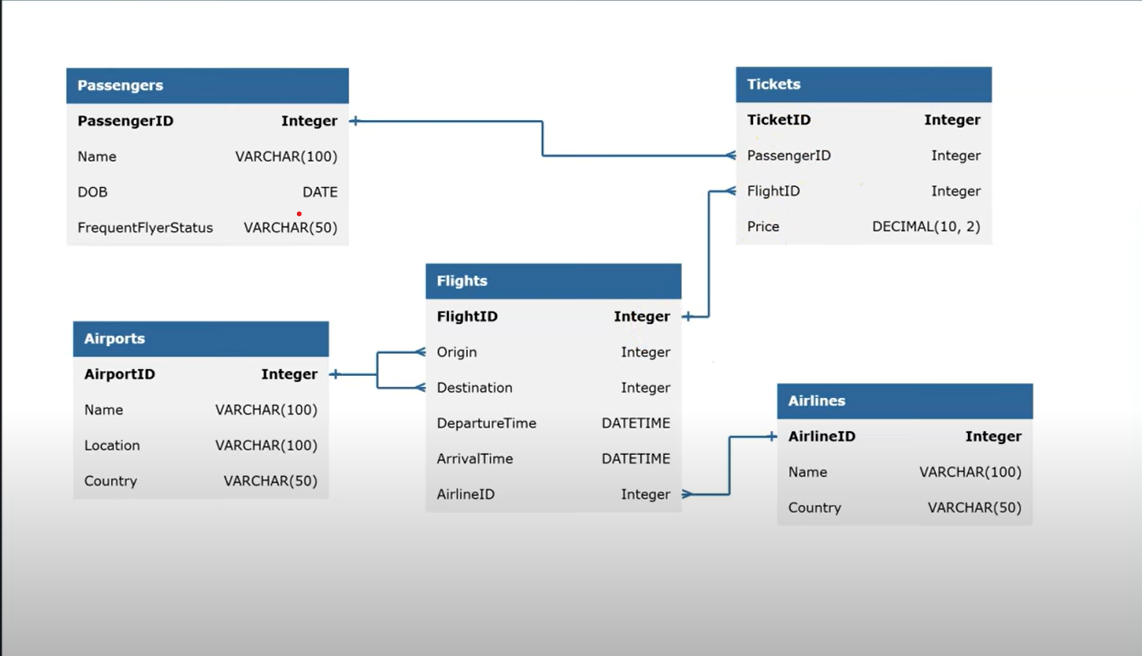 Passengers
PassengerID Integer
Name VARCHAR(100)
DOB DATE
FrequentFlyerStatus VARCHAR(50)
Tickets
TicketID Integer
PassengerID Integer
FlightID Integer
Price DECIMAL(10, 2)
Flights
FlightID Integer
Origin Integer
Destination Integer
DepartureTime DATETIME
ArrivalTime DATETIME
AirlineID Integer
Airports
AirportID Integer
Name VARCHAR(100)
Location VARCHAR(100)
Country VARCHAR(50)
Airlines
AirlineID Integer
Name VARCHAR(100)
Country VARCHAR(50)